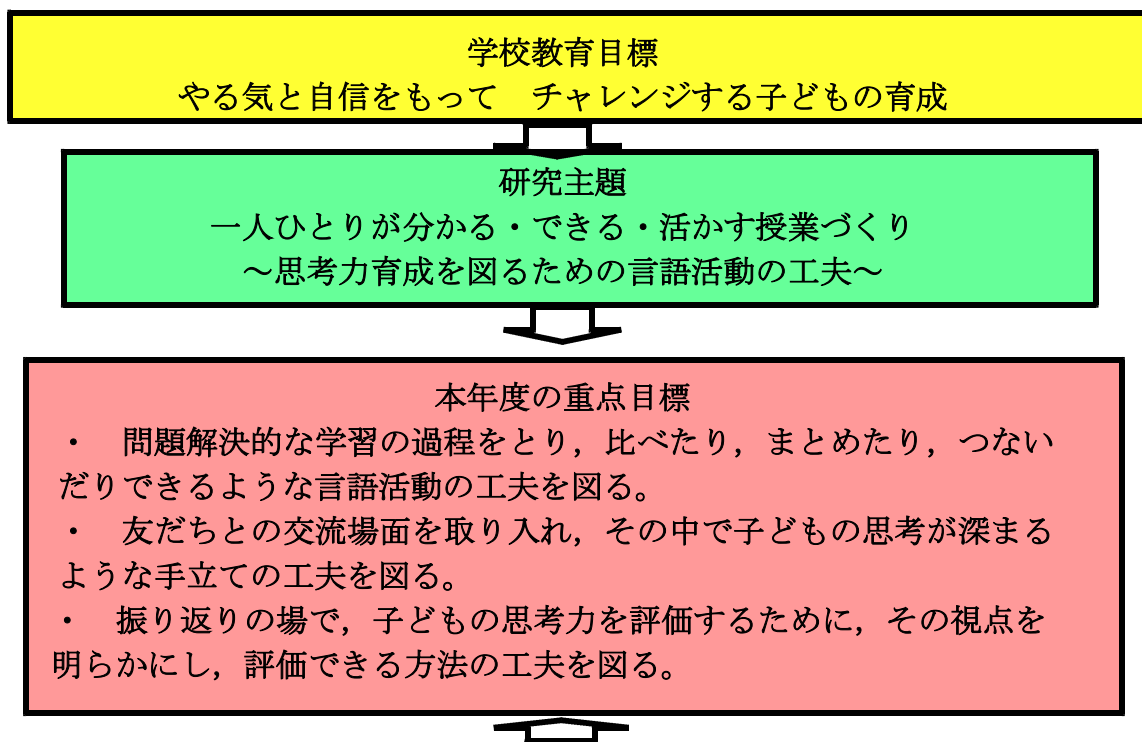 学校教育目標
やる気と自信をもって　チャレンジする子どもの育成
研究主題
一人ひとりが分かる・できる・活かす授業づくり
～思考力育成を図るための言語活動の工夫～
本年度の重点目標
・　問題解決的な学習の過程をとり，比べたり，まとめたり，つない
だりできるような言語活動の工夫を図る。
・　友だちとの交流場面を取り入れ，その中で子どもの思考が深まる
ような手立ての工夫を図る。
・　振り返りの場で，子どもの思考力を評価するために，その視点を
明らかにし，評価できる方法の工夫を図る。